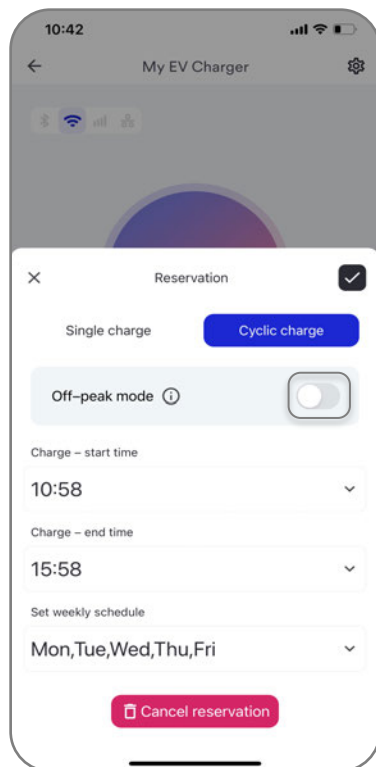 10:42
My EV Charger
Reservation
Single charge
Cyclic charge
Off-peak mode
Charge – start time
10:58
Charge – end time
15:58
Set weekly schedule
Mon,Tue,Wed,Thu,Fri
Cancel reservation